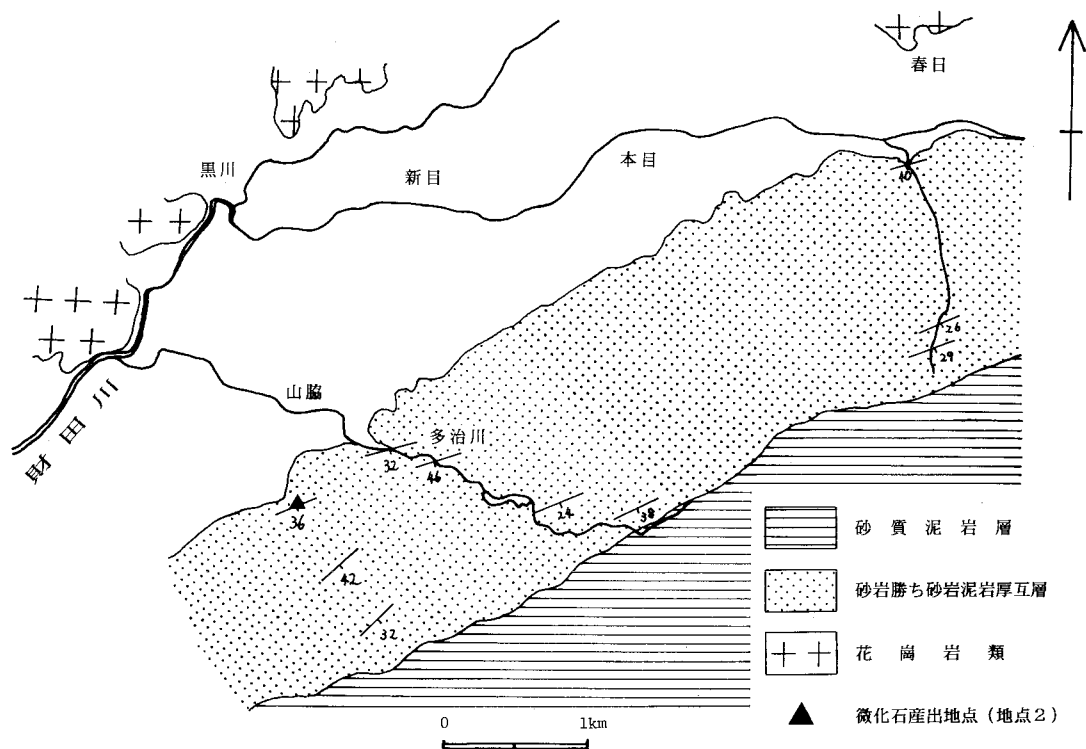 春日
黒川
新目
本目
40
26
29
財田川
山脇
多治川
32
46
24
38
36
42
32
砂質泥岩層
砂岩勝ち砂岩泥岩厚互層
花崗岩類
微化石産出地点(地点2)
0 1km